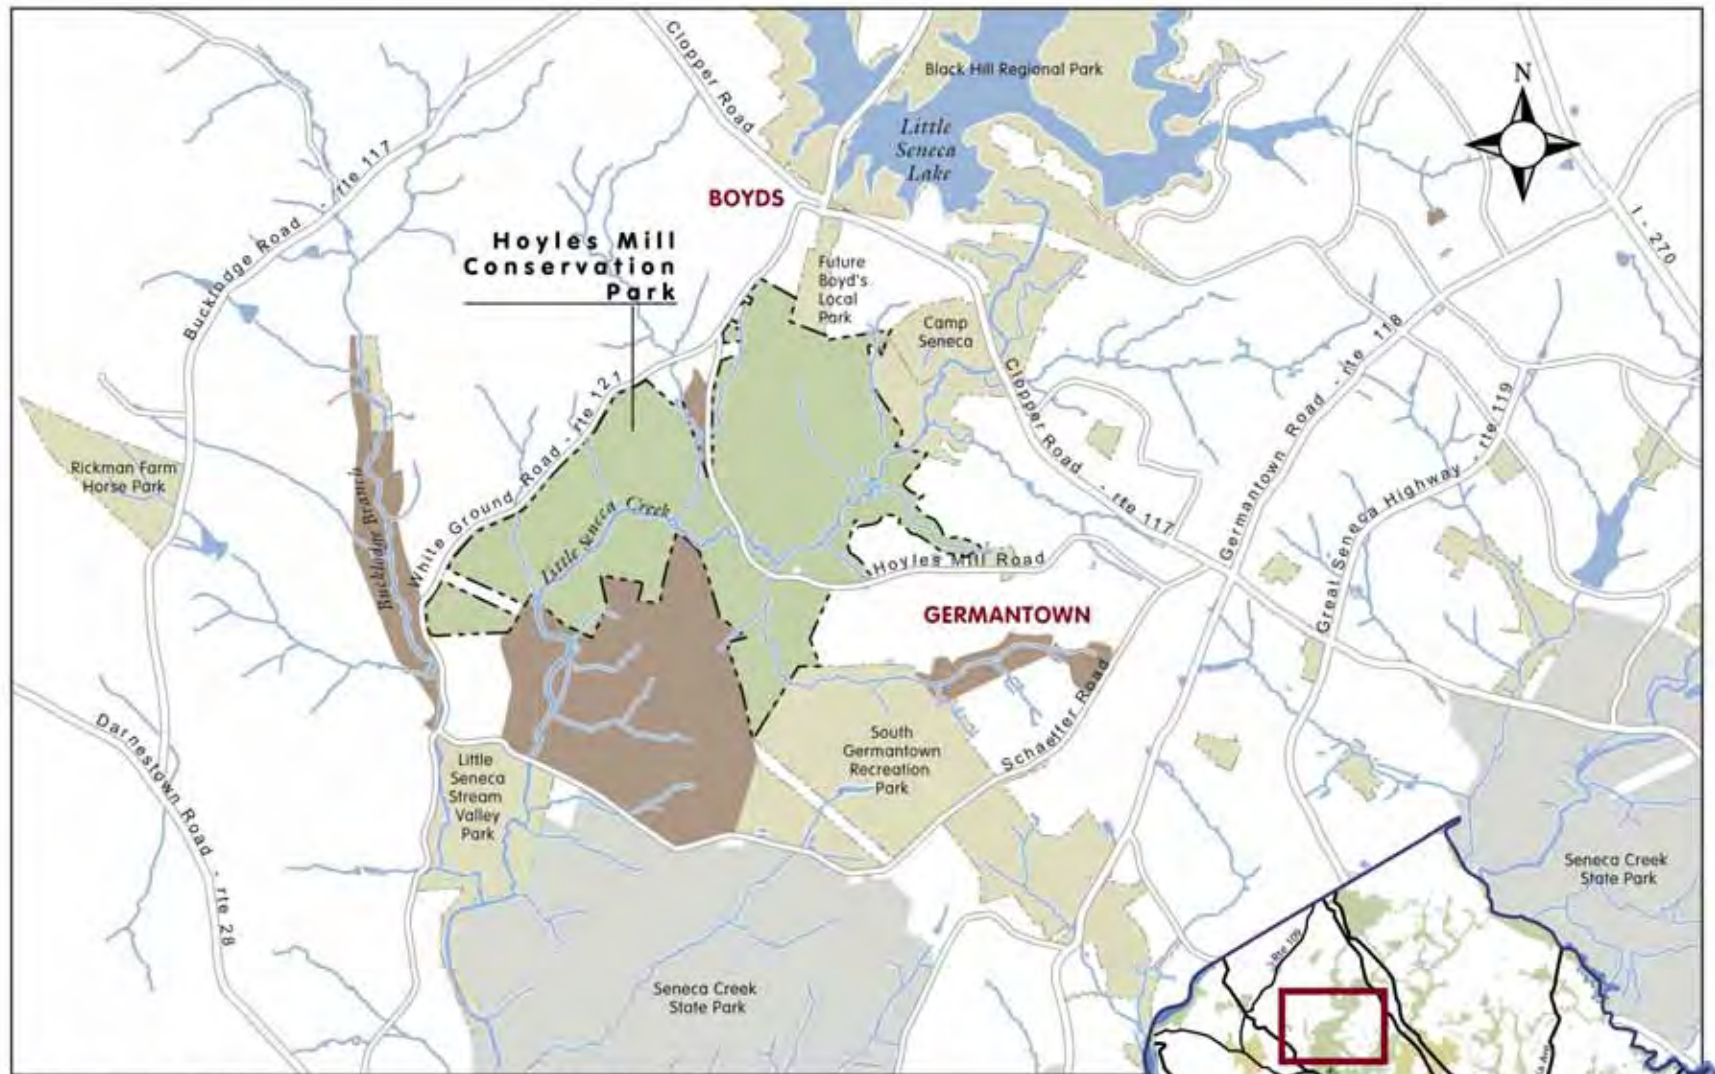 Clopper Road
Black Hill Regional Park
N
Little
Seneca
Lake
Bucklodge Road - rte 117
BOYDS
I - 270
Hoyles Mill
Conservation
Park
Future
Boyd's
Local
Park
Camp
Seneca
White Ground Road - rte 121
Clopper Road - rte 117
Germantown Road - rte 118
Great Seneca Highway - rte 119
Rickman Farm
Horse Park
Bucklodge Branch
Little Seneca Creek
Hoyles Mill Road
GERMANTOWN
Schaeffer Road
Darnestown Road - rte 28
Little
Seneca
Stream
Valley
Park
South
Germantown
Recreation
Park
Seneca Creek
State Park
Seneca Creek
State Park
Rte 109